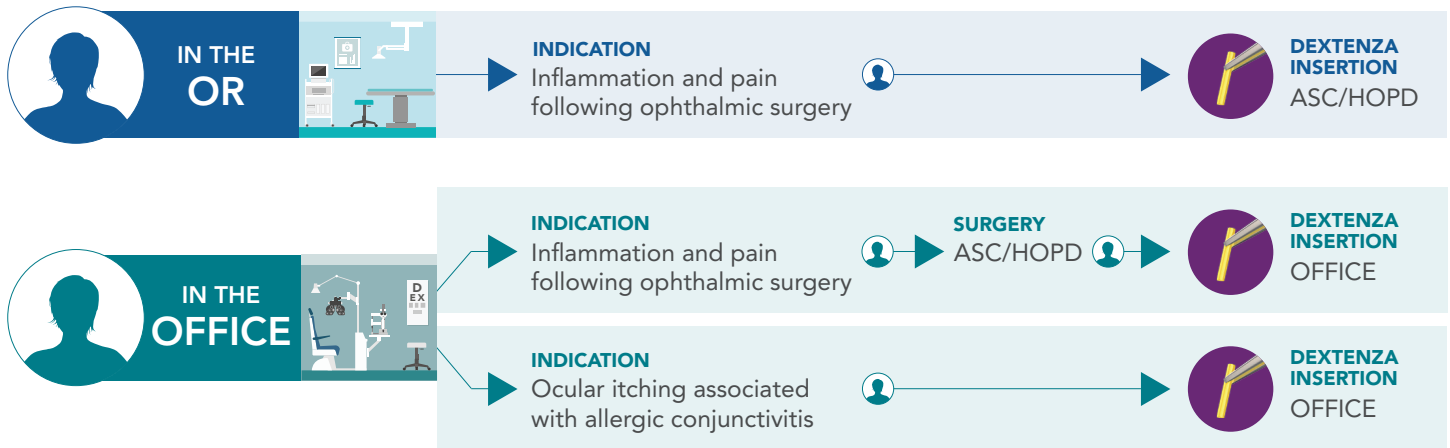 IN THE
OR
INDICATION
Inflammation and pain
following ophthalmic surgery
DEXTENZA
INSERTION
ASC/HOPD
IN THE
OFFICE
D
EX
INDICATION
Inflammation and pain
following ophthalmic surgery
SURGERY
ASC/HOPD
DEXTENZA
INSERTION
OFFICE
INDICATION
Ocular itching associated
with allergic conjunctivitis
DEXTENZA
INSERTION
OFFICE